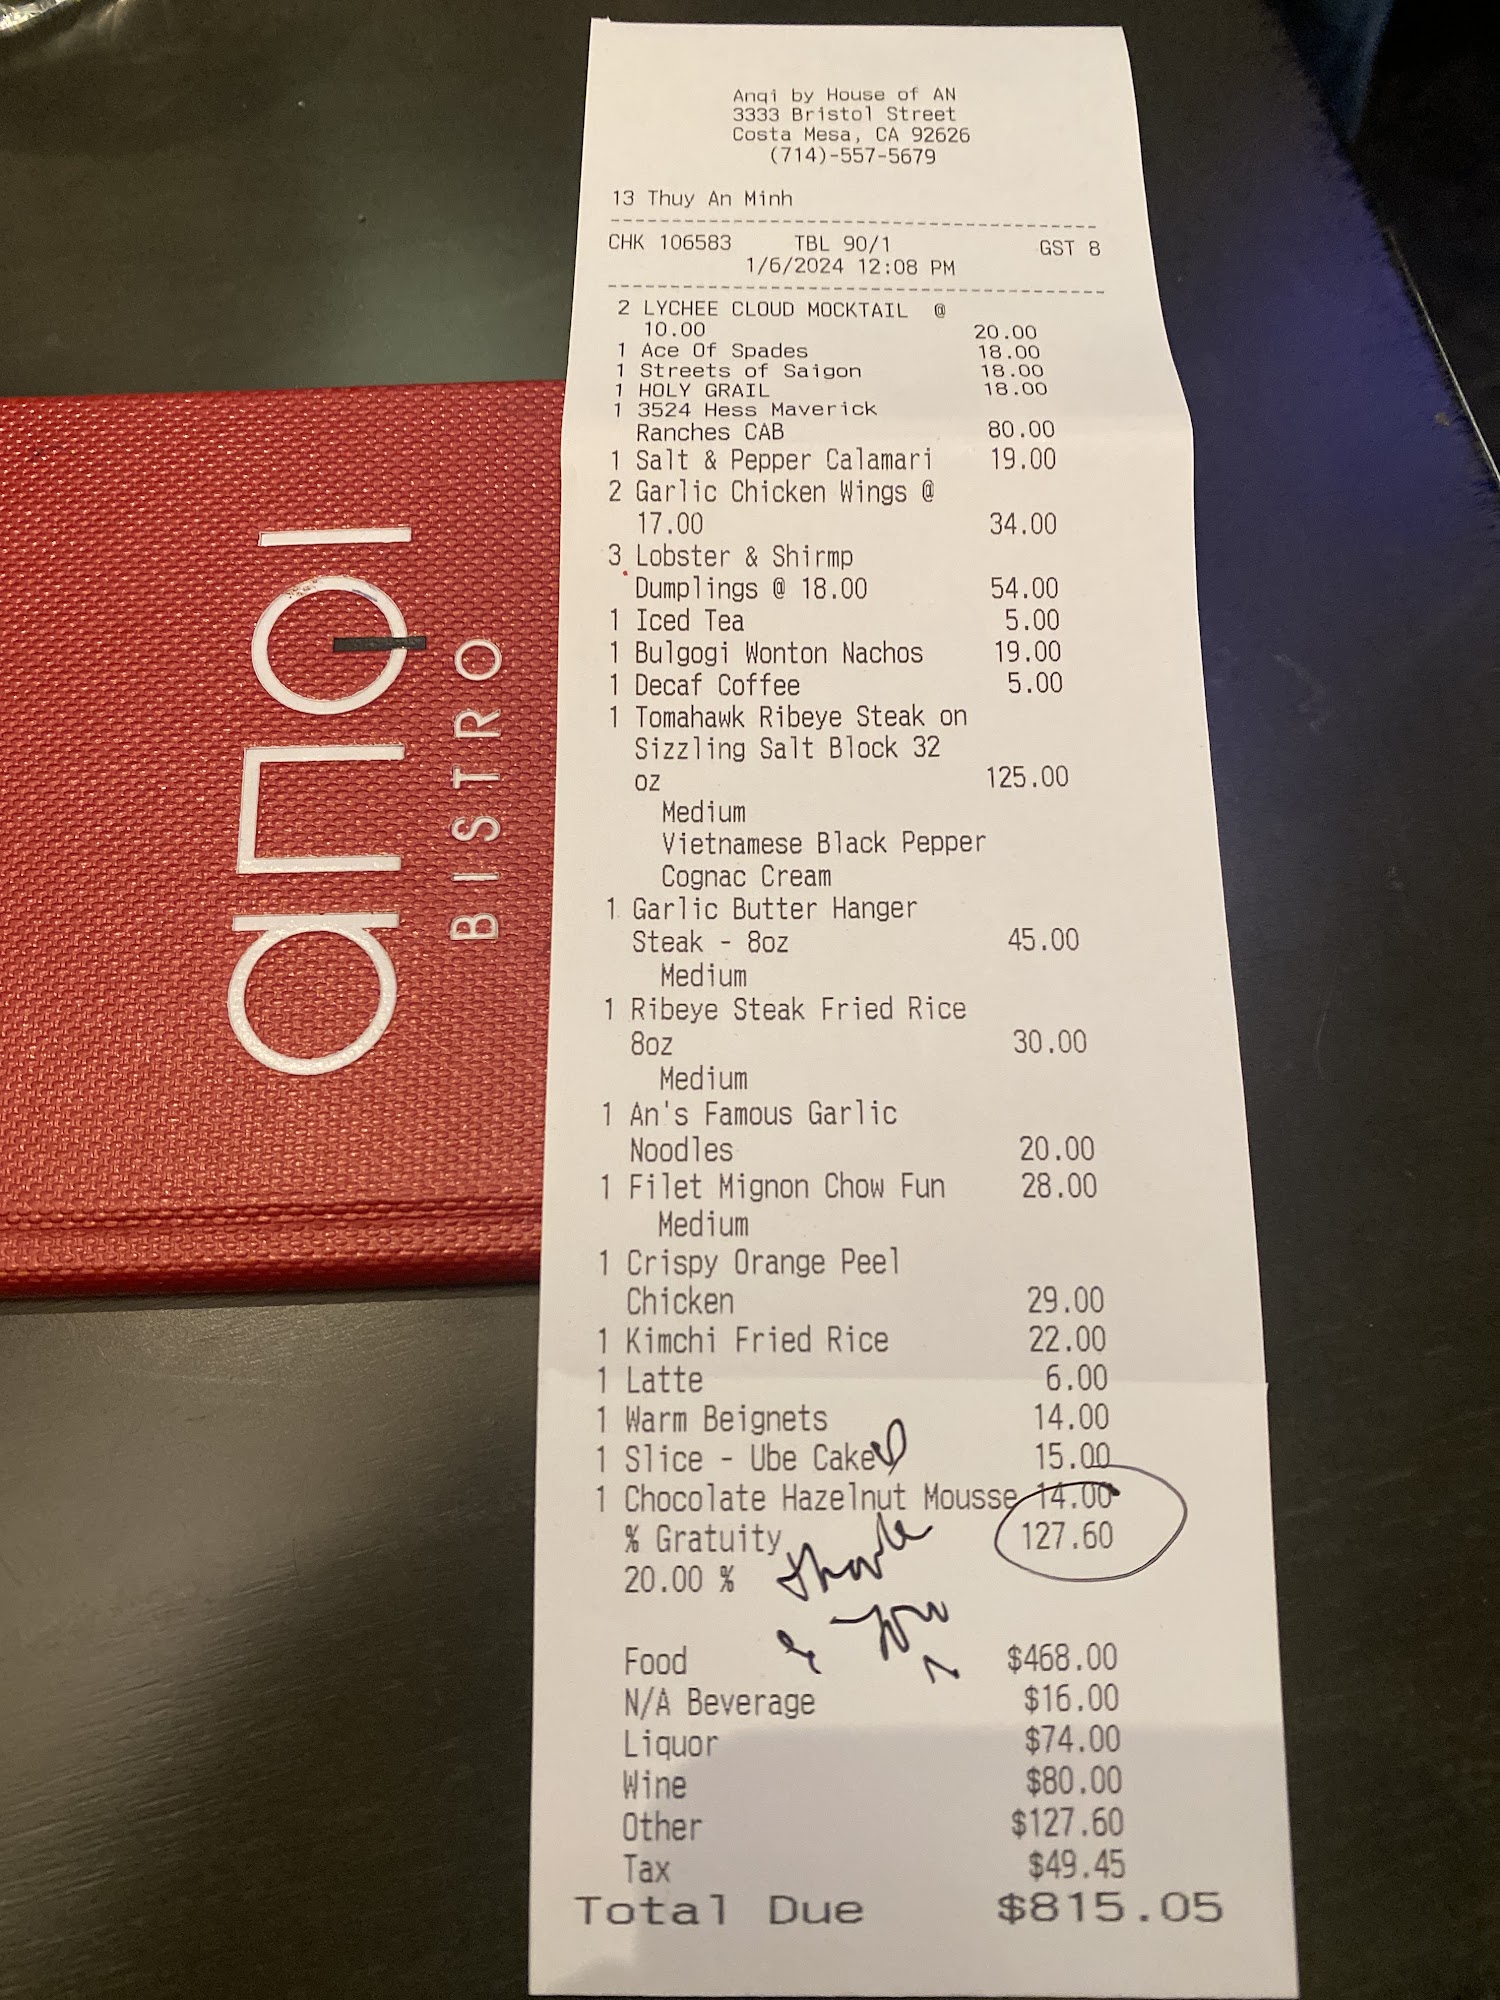 Anqi by House of AN
3333 Bristol Street
Costa Mesa, CA 92626
(714)-557-5679
13 Thuy An Minh
CHK 106583 TBL 90/1 GST 8
1/6/2024 12:08 PM
2 LYCHEE CLOUD MOCKTAIL @
10.00 20.00
1 Ace Of Spades 18.00
1 Streets of Saigon 18.00
1 HOLY GRAIL 18.00
1 3524 Hess Maverick
Ranches CAB 80.00
1 Salt & Pepper Calamari 19.00
2 Garlic Chicken Wings @
17.00 34.00
3 Lobster & Shirmp
Dumplings @ 18.00 54.00
1 Iced Tea 5.00
1 Bulgogi Wonton Nachos 19.00
1 Decaf Coffee 5.00
1 Tomahawk Ribeye Steak on
Sizzling Salt Block 32
oz 125.00
Medium
Vietnamese Black Pepper
Cognac Cream
1 Garlic Butter Hanger
Steak - 8oz 45.00
Medium
1 Ribeye Steak Fried Rice
8oz 30.00
Medium
1 An's Famous Garlic
Noodles 20.00
1 Filet Mignon Chow Fun 28.00
Medium
1 Crispy Orange Peel
Chicken 29.00
1 Kimchi Fried Rice 22.00
1 Latte 6.00
1 Warm Beignets 14.00
1 Slice - Ube Cake 15.00
1 Chocolate Hazelnut Mousse 14.00
% Gratuity 127.60
20.00 %
Thank
you
Food $468.00
N/A Beverage $16.00
Liquor $74.00
Wine $80.00
Other $127.60
Tax $49.45
Total Due $815.05
anqi
BISTRO